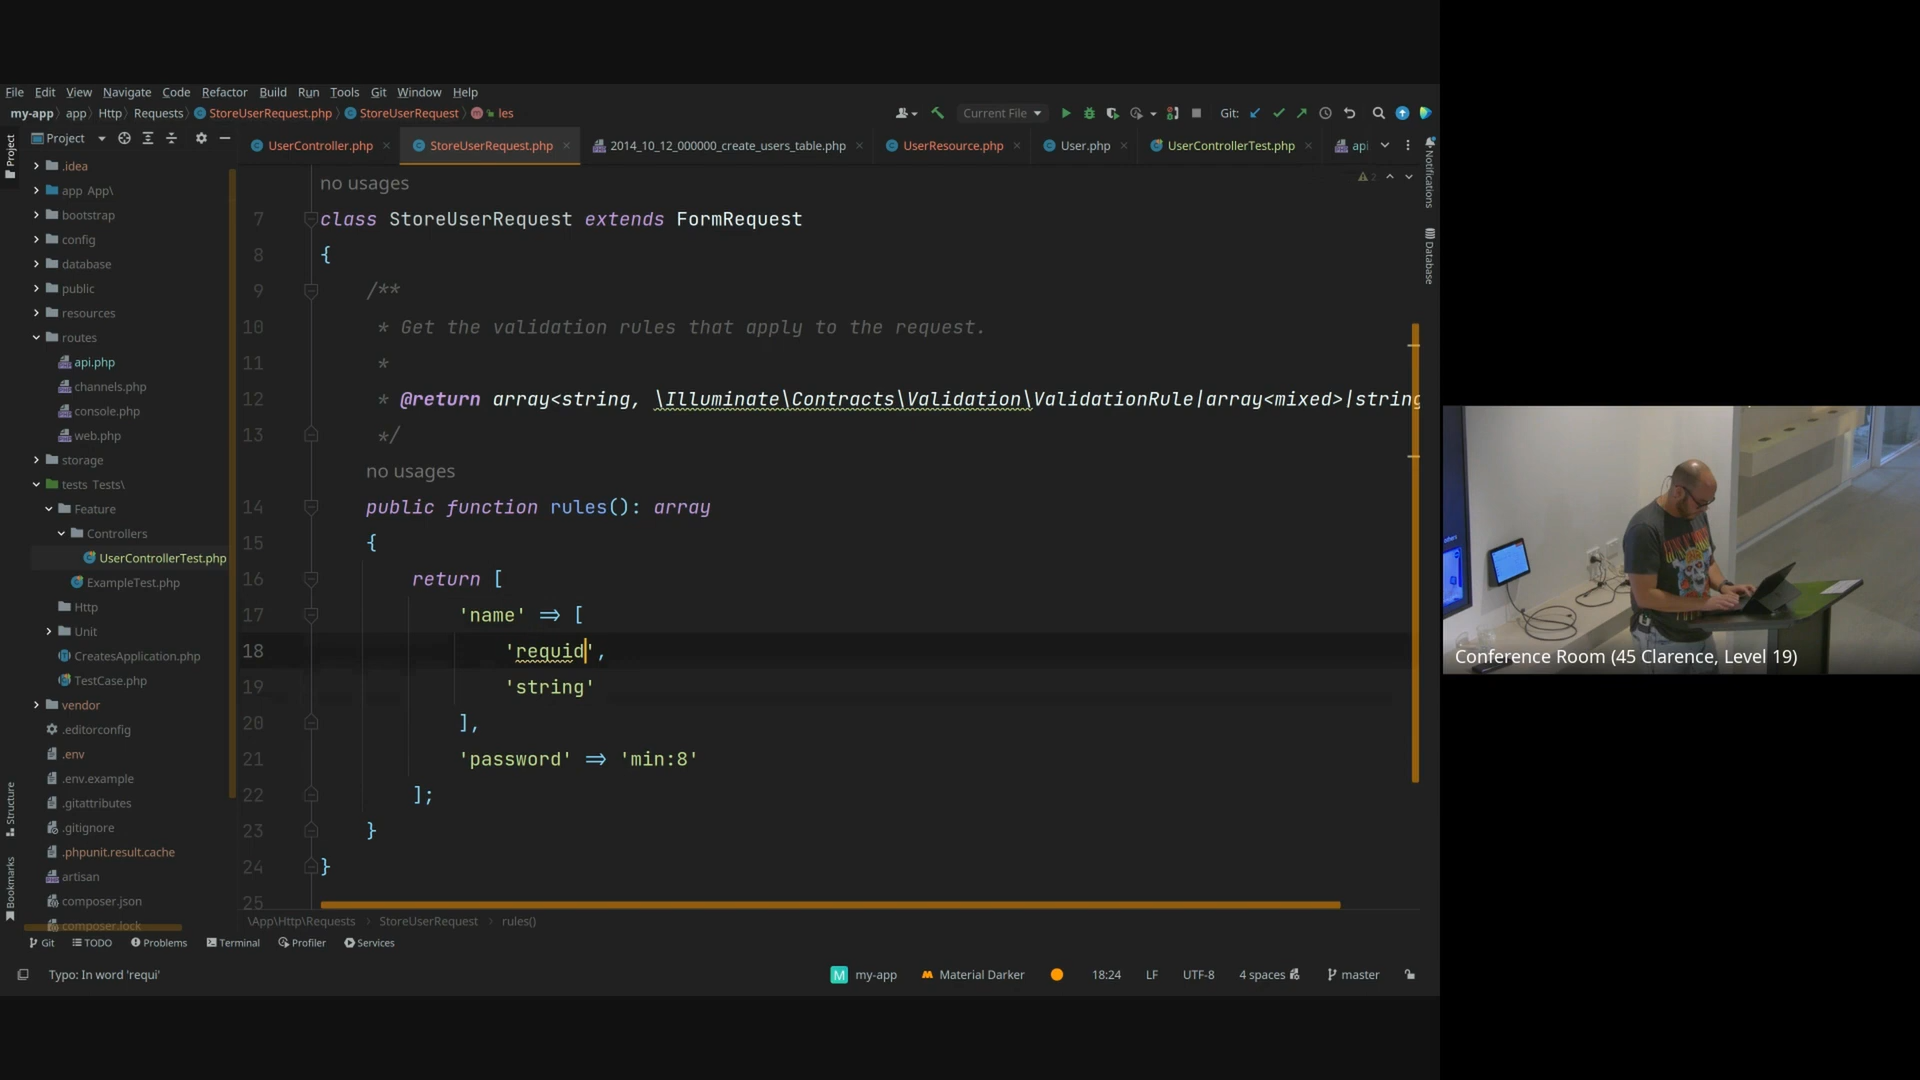 File Edit View Navigate Code Refactor Build Run Tools Git Window Help
my-app app Http Requests StoreUserRequest.php StoreUserRequest les
Current File Git:
Project
UserController.php StoreUserRequest.php 2014_10_12_000000_create_users_table.php UserResource.php User.php UserControllerTest.php api
Project
Notifications
Database
Structure
Bookmarks
.idea
app App\
bootstrap
config
database
public
resources
routes
api.php
channels.php
console.php
web.php
storage
tests Tests\
Feature
Controllers
UserControllerTest.php
ExampleTest.php
Http
Unit
CreatesApplication.php
TestCase.php
vendor
.editorconfig
.env
.env.example
.gitattributes
.gitignore
.phpunit.result.cache
artisan
composer.json
composer.lock
2
no usages
7 class StoreUserRequest extends FormRequest
8 {
9 /**
10 * Get the validation rules that apply to the request.
11 *
12 * @return array<string, \Illuminate\Contracts\Validation\ValidationRule|array<mixed>|string
13 */
no usages
14 public function rules(): array
15 {
16 return [
17 'name' => [
18 'requid',
19 'string'
20 ],
21 'password' => 'min:8'
22 ];
23 }
24 }
25
\App\Http\Requests StoreUserRequest rules()
Git TODO Problems Terminal Profiler Services
Typo: In word 'requi'
M my-app Material Darker 18:24 LF UTF-8 4 spaces master
Conference Room (45 Clarence, Level 19)